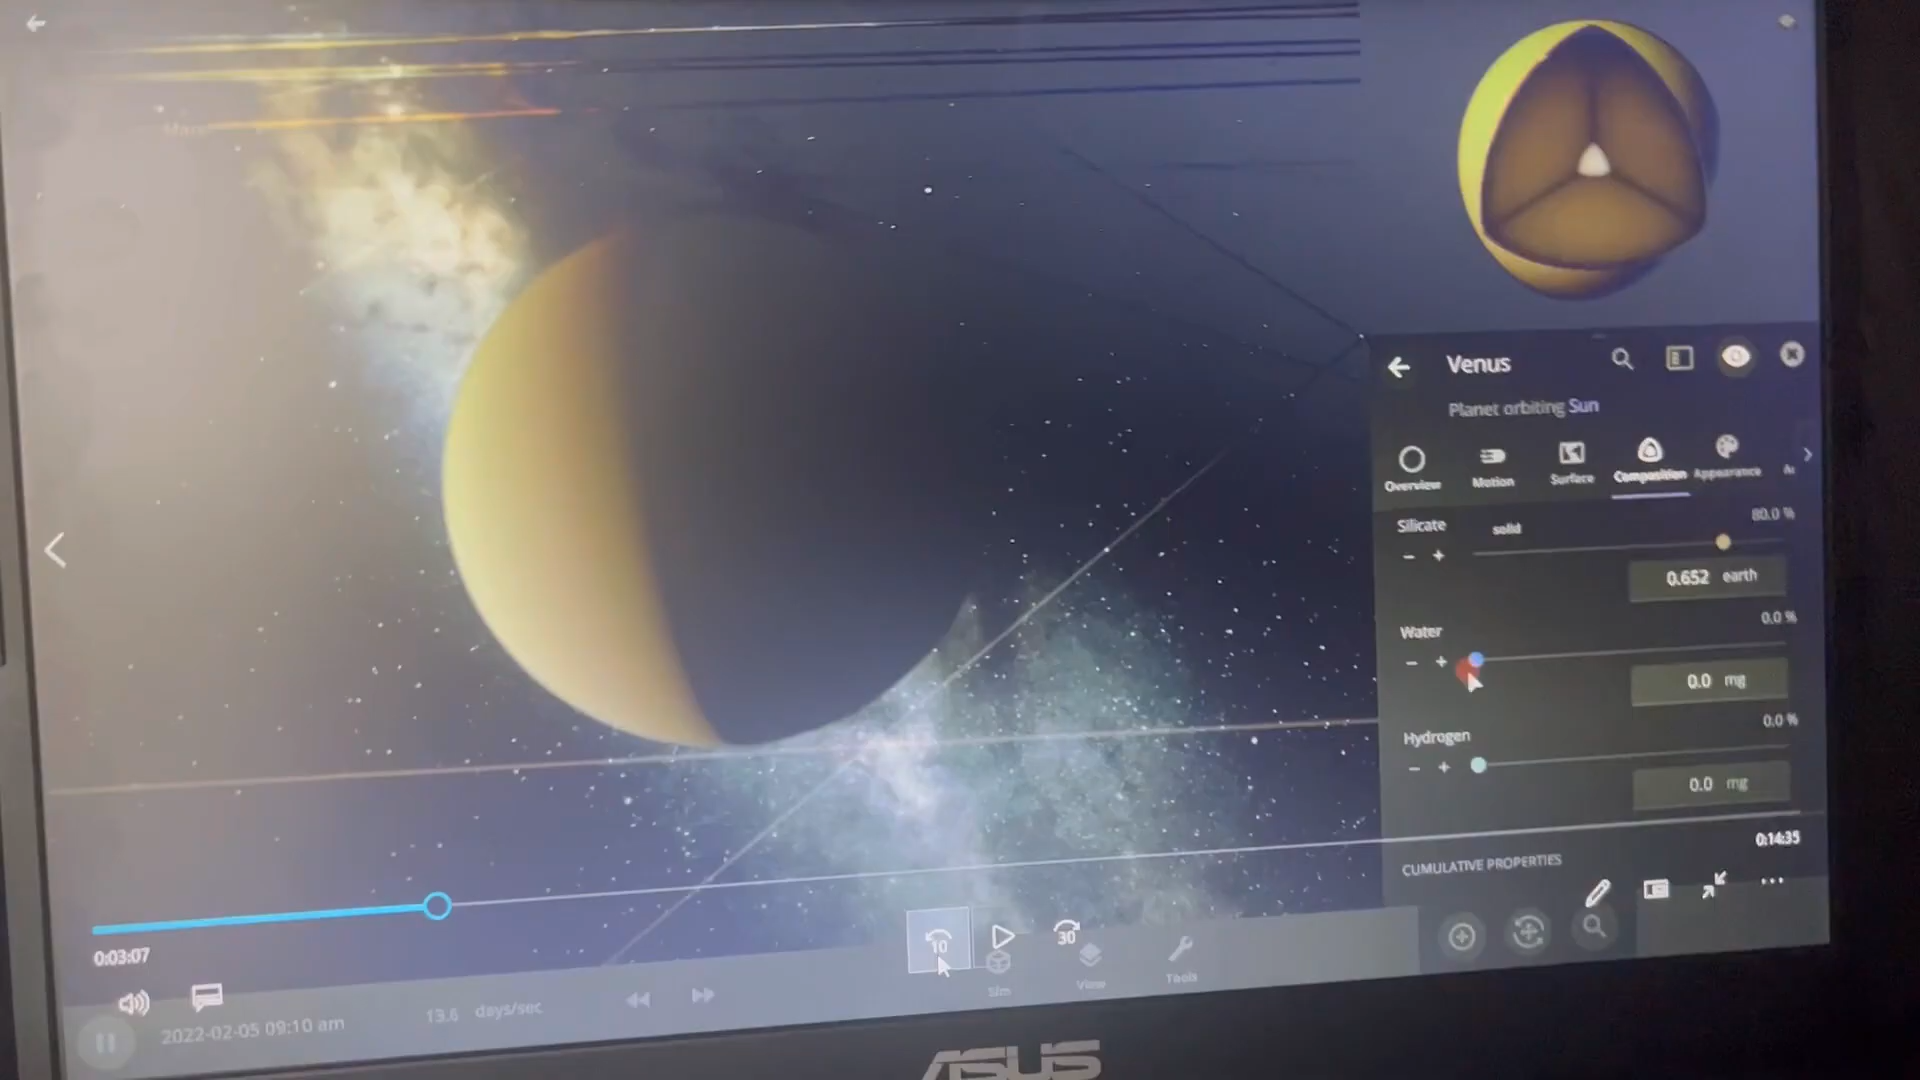 Mars
Venus
Planet orbiting Sun
Overview
Motion
Surface
Composition
Appearance
Silicate
solid
80.0 %
0.652 earth
Water
0.0 %
0.0 mg
Hydrogen
0.0 %
0.0 mg
CUMULATIVE PROPERTIES
0:14:35
0:03:07
10
30
Sim
View
Tools
2022-02-05 09:10 am
13.6 days/sec
ASUS